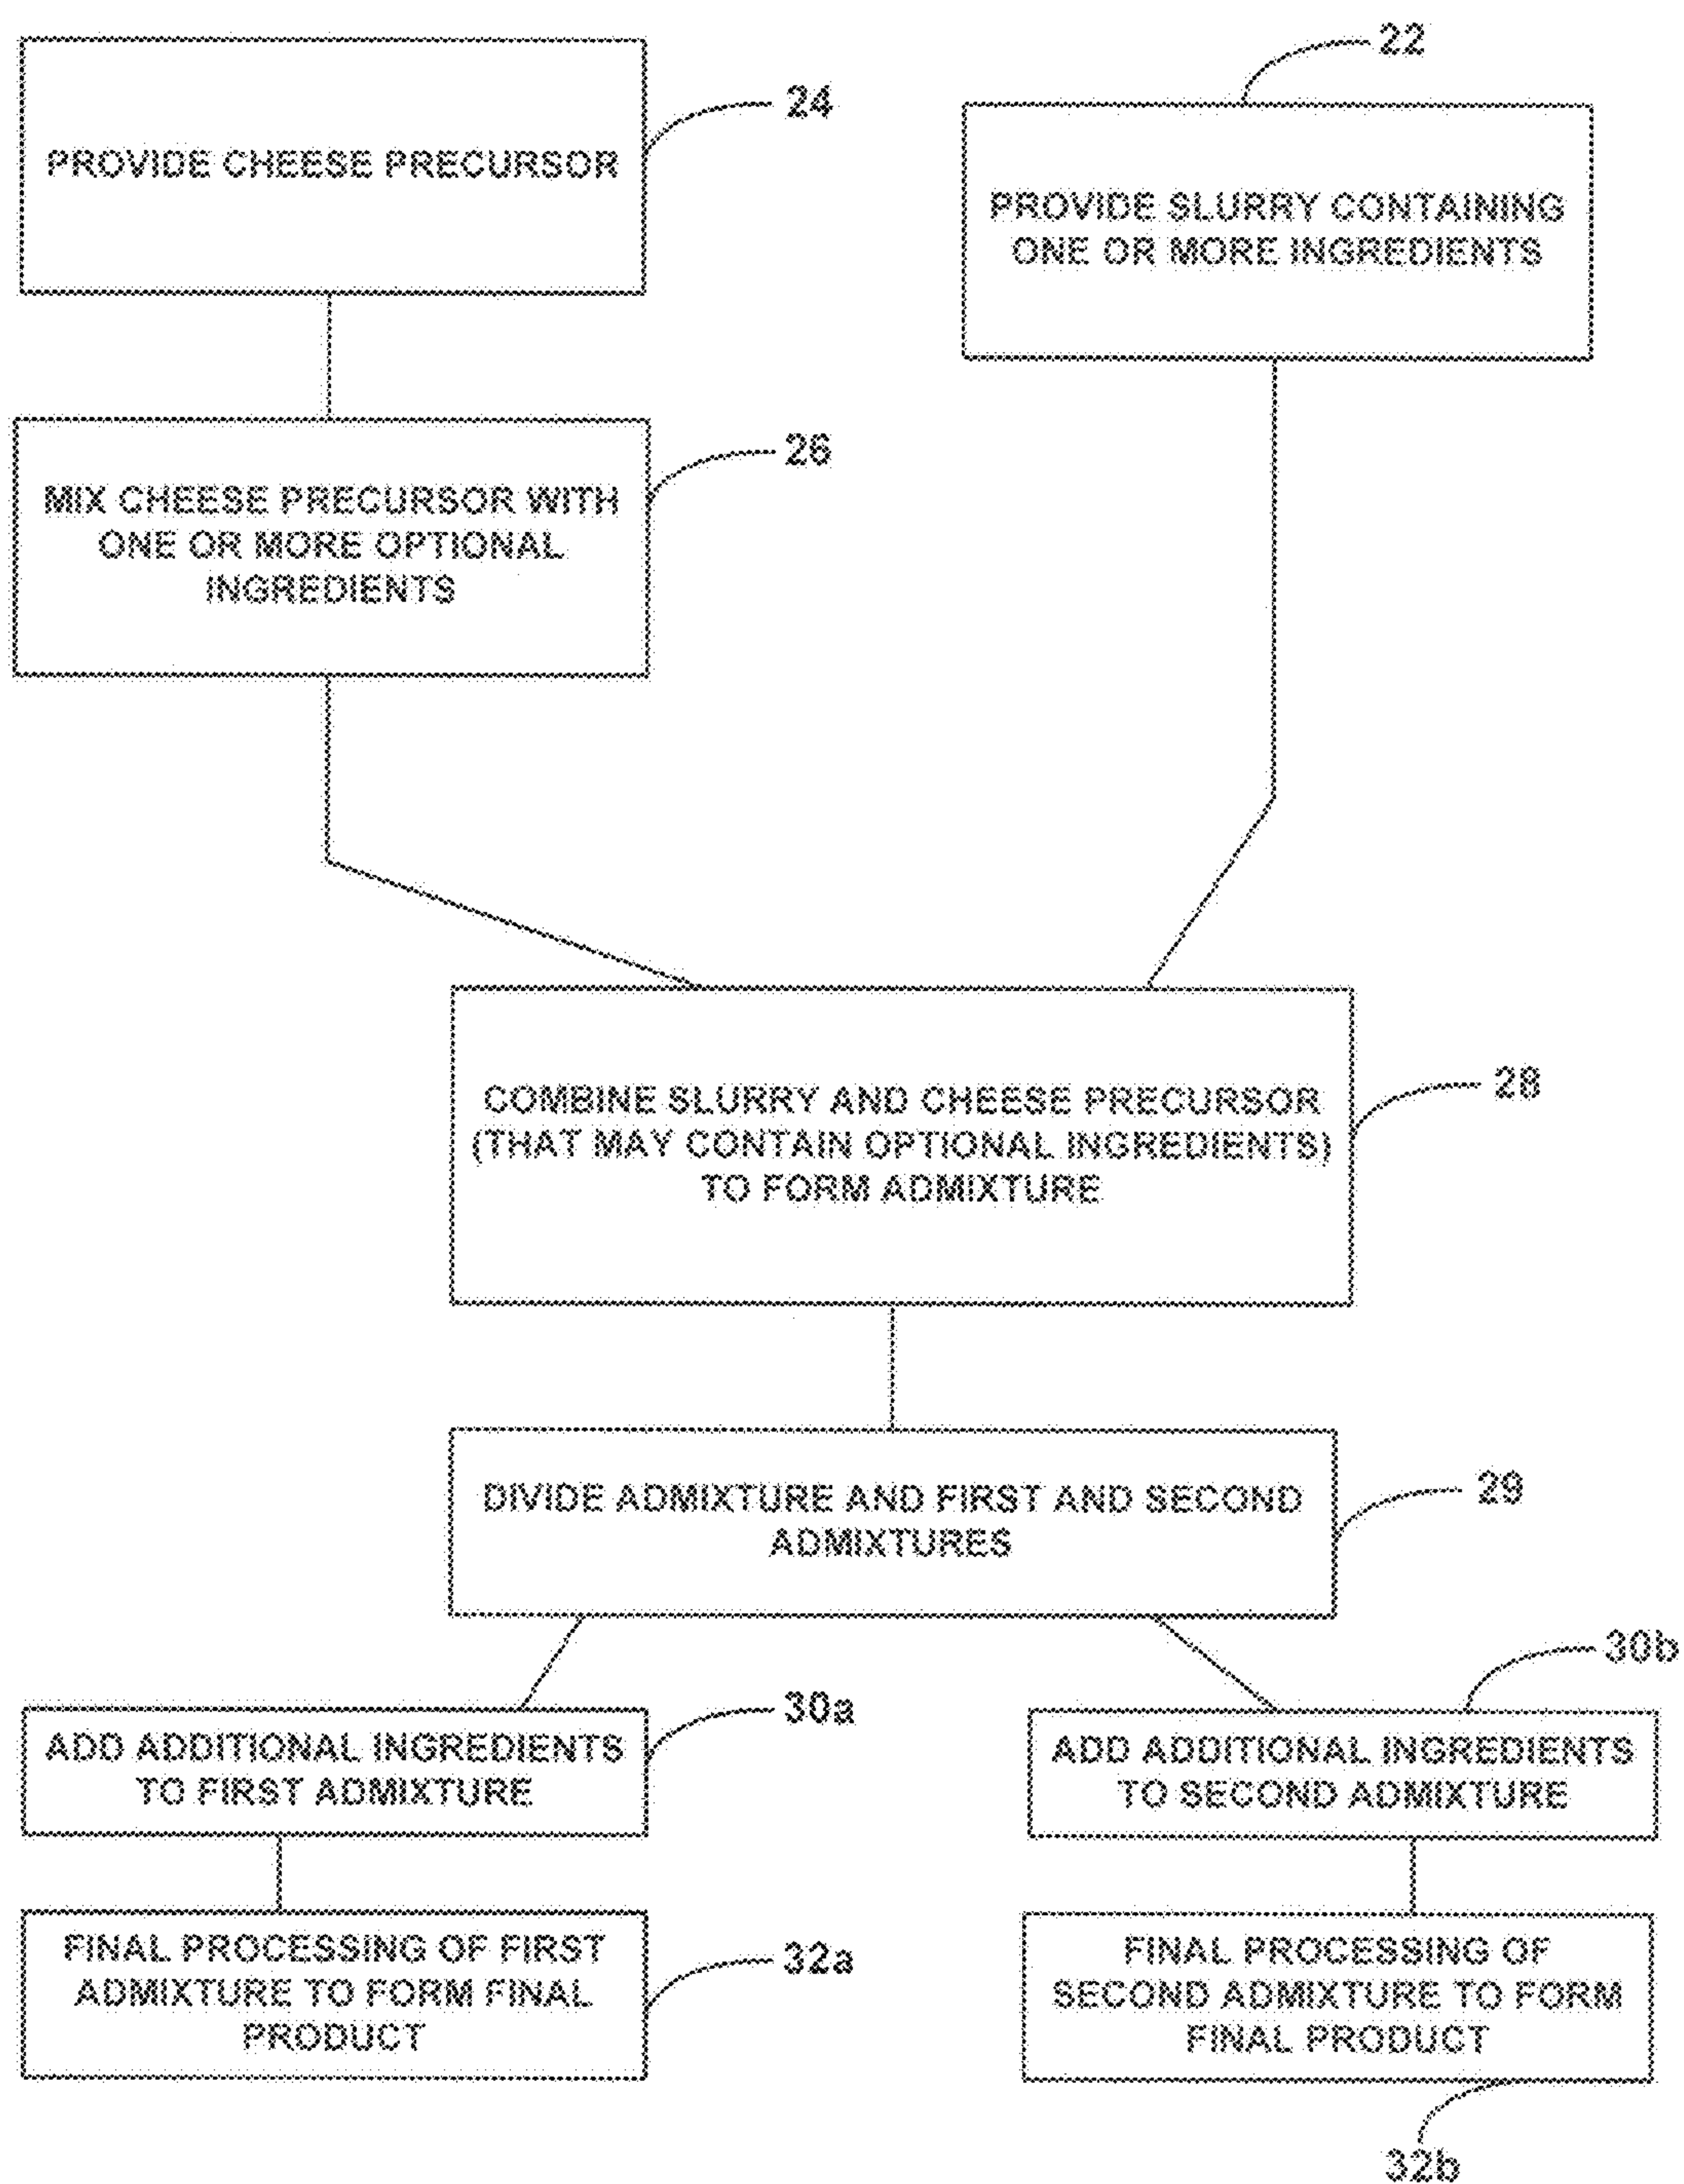 24
PROVIDE CHEESE PRECURSOR
22
PROVIDE SLURRY CONTAINING
ONE OR MORE INGREDIENTS
26
MIX CHEESE PRECURSOR WITH
ONE OR MORE OPTIONAL
INGREDIENTS
28
COMBINE SLURRY AND CHEESE PRECURSOR
(THAT MAY CONTAIN OPTIONAL INGREDIENTS)
TO FORM ADMIXTURE
29
DIVIDE ADMIXTURE AND FIRST AND SECOND
ADMIXTURES
30a
ADD ADDITIONAL INGREDIENTS
TO FIRST ADMIXTURE
30b
ADD ADDITIONAL INGREDIENTS
TO SECOND ADMIXTURE
32a
FINAL PROCESSING OF FIRST
ADMIXTURE TO FORM FINAL
PRODUCT
FINAL PROCESSING OF
SECOND ADMIXTURE TO FORM
FINAL PRODUCT
32b